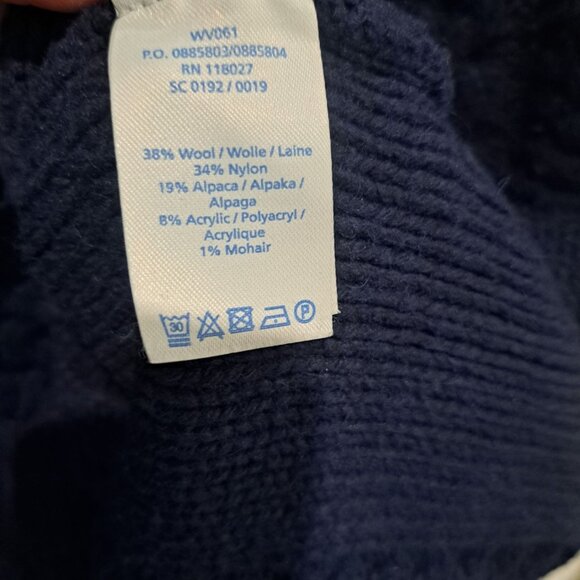 WV061
P.O. 0885803/0885804
RN 118027
SC 0192 / 0019
38% Wool / Wolle / Laine
34% Nylon
19% Alpaca / Alpaka /
Alpaga
8% Acrylic / Polyacryl /
Acrylique
1% Mohair
30 P